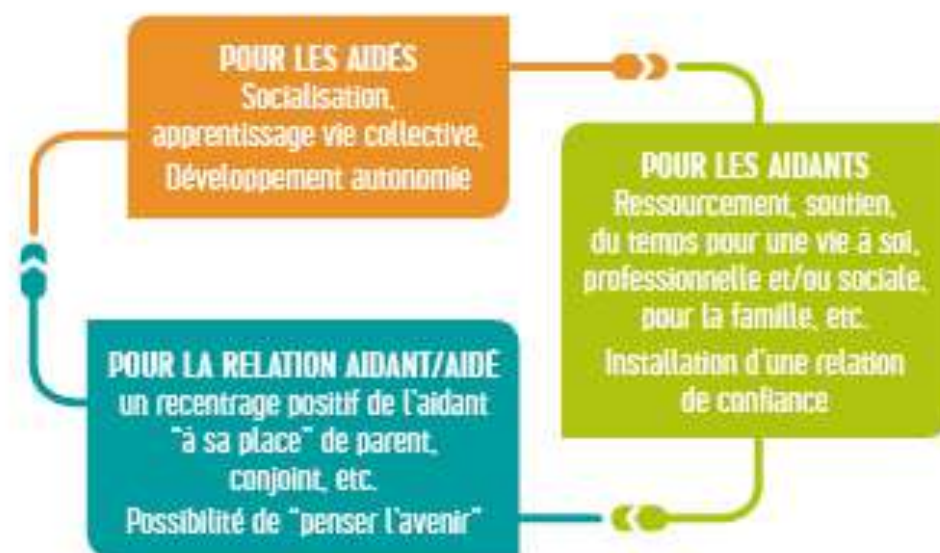 POUR LES AIDÉS
Socialisation,
apprentissage vie collective,
Développement autonomie
POUR LES AIDANTS
Ressourcement, soutien,
du temps pour une vie à soi,
professionnelle et/ou sociale,
pour la famille, etc.
Installation d'une relation
de confiance
POUR LA RELATION AIDANT/AIDÉ
un recentrage positif de l'aidant
"à sa place" de parent,
conjoint, etc.
Possibilité de "penser l'avenir"